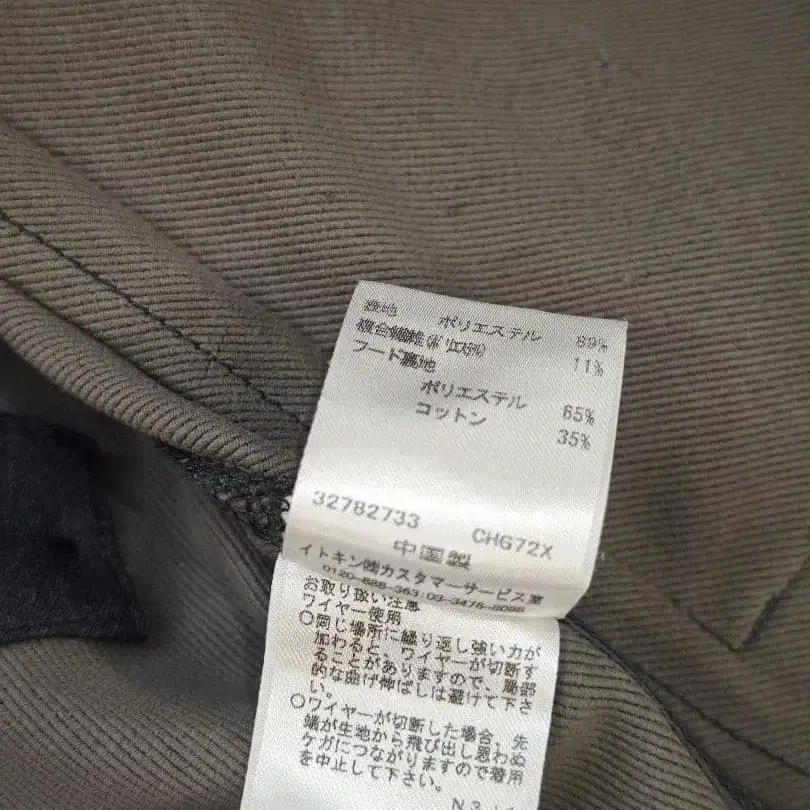 表地 ポリエステル 89%
複合繊維(ポリエステル) 11%
フード裏地
ポリエステル 65%
コットン 35%
32782733 CHG72X
中国製
イトキン㈱カスタマーサービス室
0120-888-363:03-3478-8088
お取り扱い注意
ワイヤー使用
○同じ場所に繰り返し強い力が
加わると、ワイヤーが切断す
ることがありますので、局部
的な曲げ伸ばしは避けて下さ
い。
○ワイヤーが切断した場合、先
端が生地から飛び出し思わぬ
ケガにつながりますので着用
を中止して下さい。